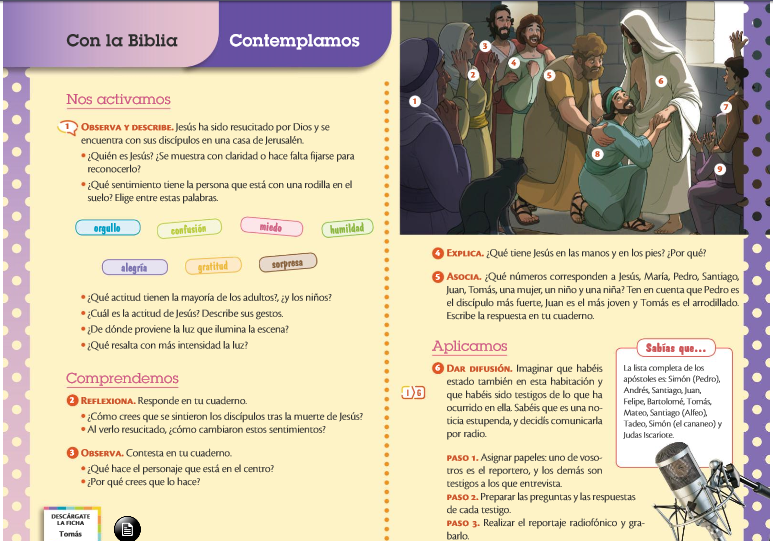 Con la Biblia
Contemplamos
Nos activamos
1 OBSERVA Y DESCRIBE. Jesús ha sido resucitado por Dios y se
encuentra con sus discípulos en una casa de Jerusalén.
• ¿Quién es Jesús? ¿Se muestra con claridad o hace falta fijarse para
reconocerlo?
• ¿Qué sentimiento tiene la persona que está con una rodilla en el
suelo? Elige entre estas palabras.
orgullo confusión miedo humildad
alegría gratitud sorpresa
• ¿Qué actitud tienen la mayoría de los adultos?, ¿y los niños?
• ¿Cuál es la actitud de Jesús? Describe sus gestos.
• ¿De dónde proviene la luz que ilumina la escena?
• ¿Qué resalta con más intensidad la luz?
Comprendemos
2 REFLEXIONA. Responde en tu cuaderno.
• ¿Cómo crees que se sintieron los discípulos tras la muerte de Jesús?
• Al verlo resucitado, ¿cómo cambiaron estos sentimientos?
3 OBSERVA. Contesta en tu cuaderno.
• ¿Qué hace el personaje que está en el centro?
• ¿Por qué crees que lo hace?
DESCÁRGATE
LA FICHA
Tomás
1
2
3
4
5
6
7
8
9
4 EXPLICA. ¿Qué tiene Jesús en las manos y en los pies? ¿Por qué?
5 ASOCIA. ¿Qué números corresponden a Jesús, María, Pedro, Santiago,
Juan, Tomás, una mujer, un niño y una niña? Ten en cuenta que Pedro es
el discípulo más fuerte, Juan es el más joven y Tomás es el arrodillado.
Escribe la respuesta en tu cuaderno.
Aplicamos
1 G
6 DAR DIFUSIÓN. Imaginar que habéis
estado también en esta habitación y
que habéis sido testigos de lo que ha
ocurrido en ella. Sabéis que es una no-
ticia estupenda, y decidís comunicarla
por radio.
PASO 1. Asignar papeles: uno de voso-
tros es el reportero, y los demás son
testigos a los que entrevista.
PASO 2. Preparar las preguntas y las respuestas
de cada testigo.
PASO 3. Realizar el reportaje radiofónico y gra-
barlo.
Sabías que...
La lista completa de los
apóstoles es: Simón (Pedro),
Andrés, Santiago, Juan,
Felipe, Bartolomé, Tomás,
Mateo, Santiago (Alfeo),
Tadeo, Simón (el cananeo) y
Judas Iscariote.